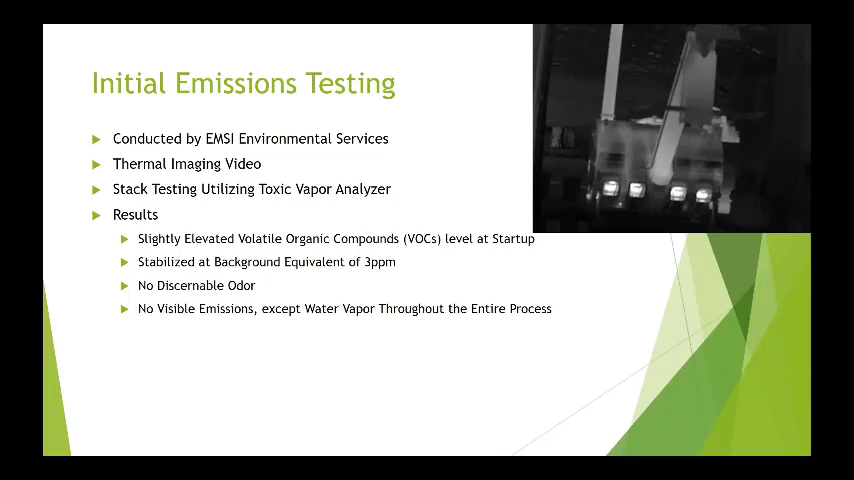 Initial Emissions Testing
Conducted by EMSI Environmental Services
Thermal Imaging Video
Stack Testing Utilizing Toxic Vapor Analyzer
Results
Slightly Elevated Volatile Organic Compounds (VOCs) level at Startup
Stabilized at Background Equivalent of 3ppm
No Discernable Odor
No Visible Emissions, except Water Vapor Throughout the Entire Process